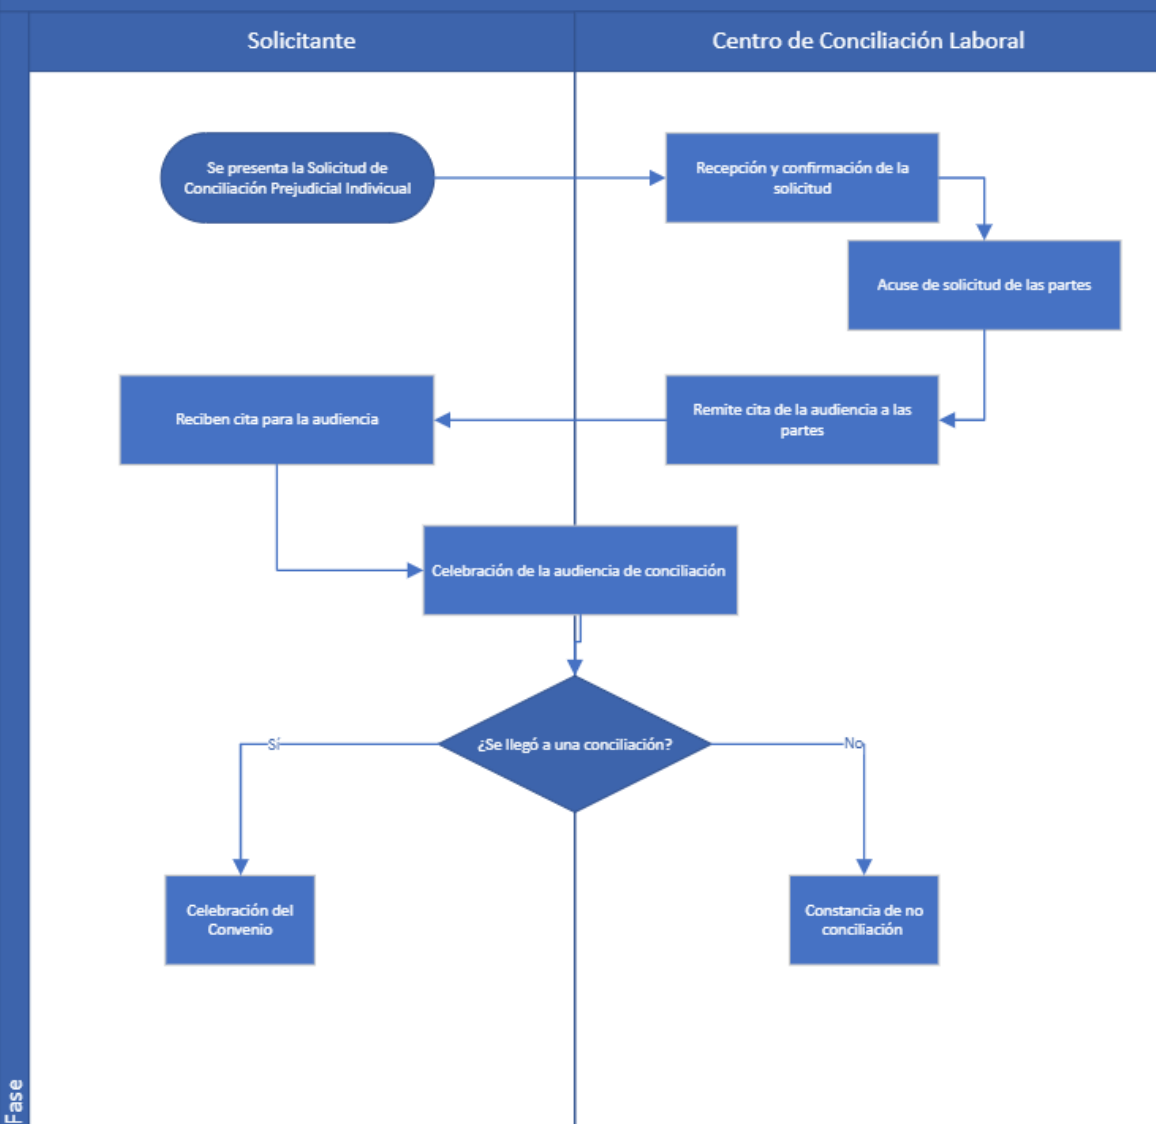 Solicitante
Centro de Conciliación Laboral
Se presenta la Solicitud de
Conciliación Prejudicial Indivicual
Recepción y confirmación de la
solicitud
Acuse de solicitud de las partes
Remite cita de la audiencia a las
partes
Reciben cita para la audiencia
Celebración de la audiencia de conciliación
¿Se llegó a una conciliación?
Sí
No
Celebración del
Convenio
Constancia de no
conciliación
Fase